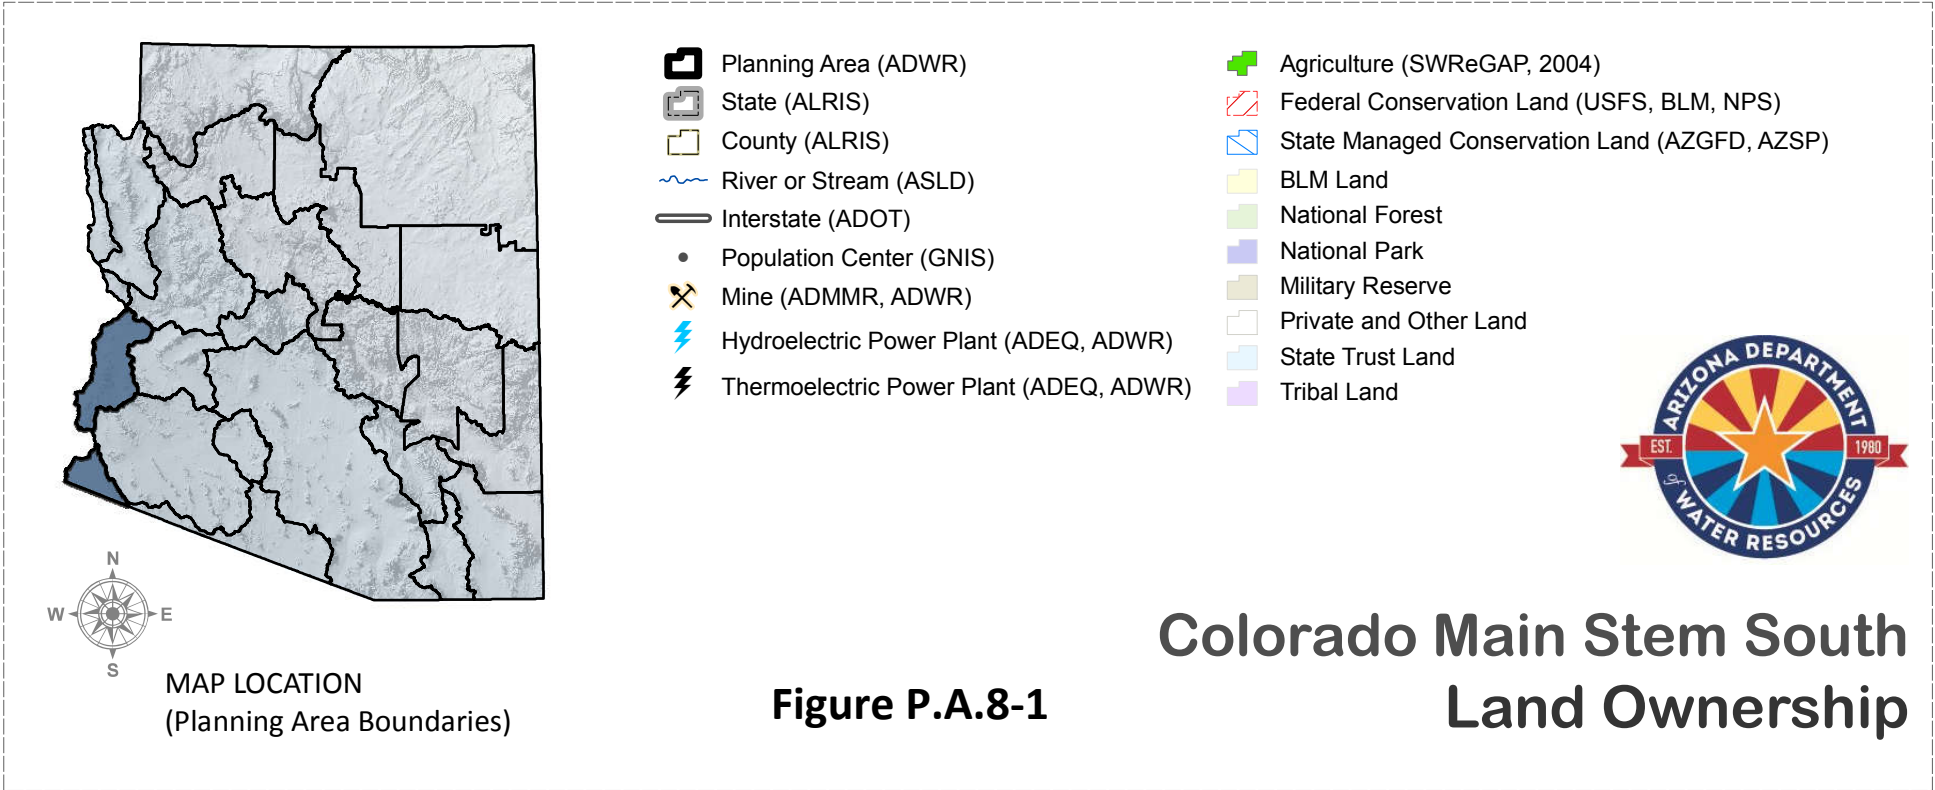 Planning Area (ADWR)
State (ALRIS)
County (ALRIS)
River or Stream (ASLD)
Interstate (ADOT)
Population Center (GNIS)
Mine (ADMMR, ADWR)
Hydroelectric Power Plant (ADEQ, ADWR)
Thermoelectric Power Plant (ADEQ, ADWR)
Agriculture (SWReGAP, 2004)
Federal Conservation Land (USFS, BLM, NPS)
State Managed Conservation Land (AZGFD, AZSP)
BLM Land
National Forest
National Park
Military Reserve
Private and Other Land
State Trust Land
Tribal Land
ARIZONA DEPARTMENT
EST. 1980
of WATER RESOURCES
N
W E
S
MAP LOCATION
(Planning Area Boundaries)
Figure P.A.8-1
Colorado Main Stem South
Land Ownership